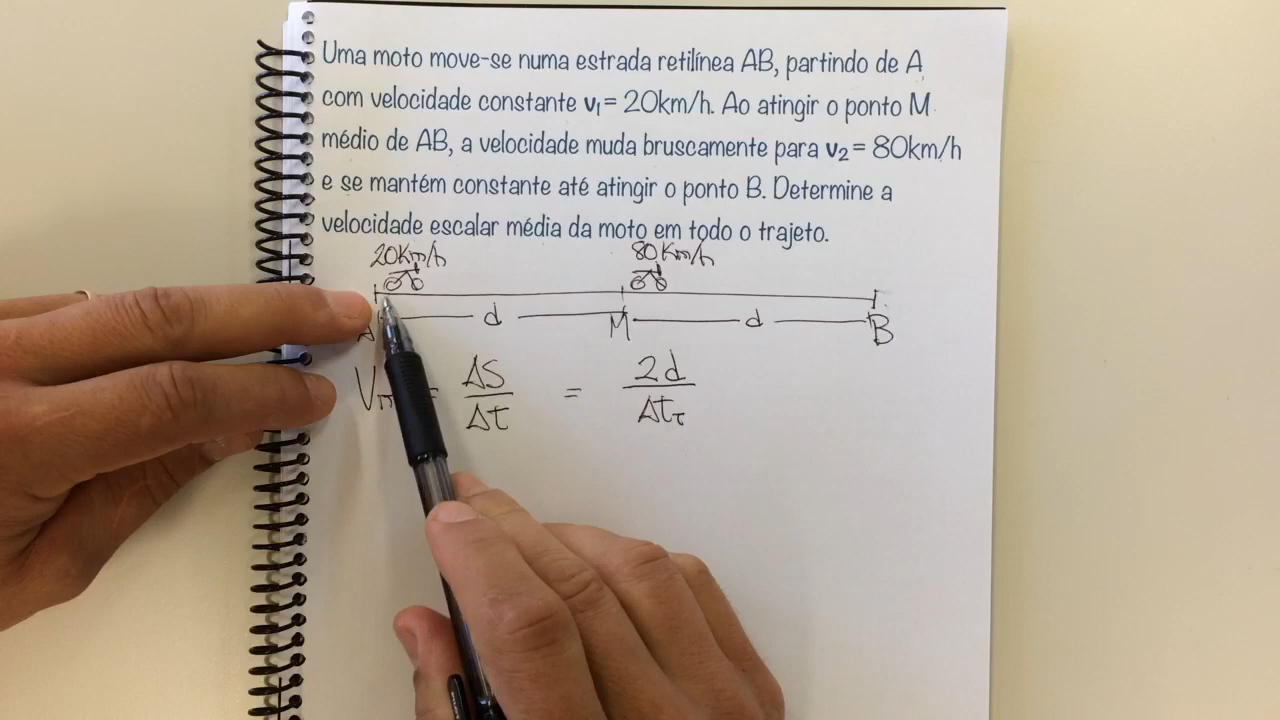 Uma moto move-se numa estrada retilínea AB, partindo de A
com velocidade constante v₁ = 20km/h. Ao atingir o ponto M
médio de AB, a velocidade muda bruscamente para v₂ = 80km/h
e se mantém constante até atingir o ponto B. Determine a
velocidade escalar média da moto em todo o trajeto.
20Km/h 80Km/h
A d M d B
Vm = ΔS/Δt = 2d/Δtт